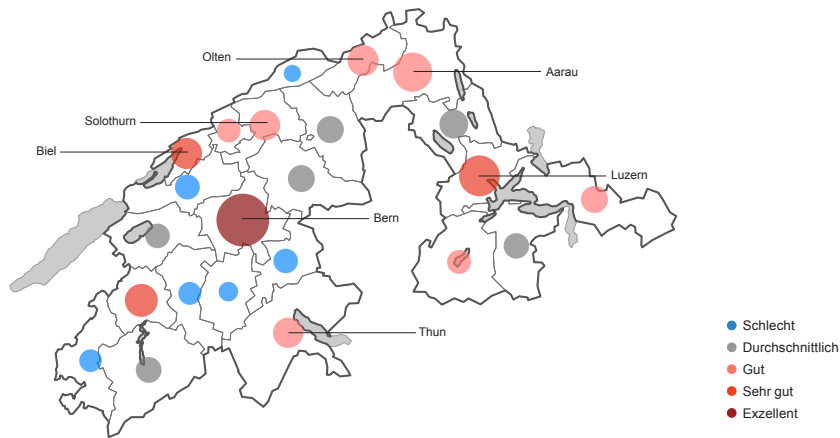 Olten
Aarau
Solothurn
Biel
Luzern
Bern
Thun
Schlecht
Durchschnittlich
Gut
Sehr gut
Exzellent